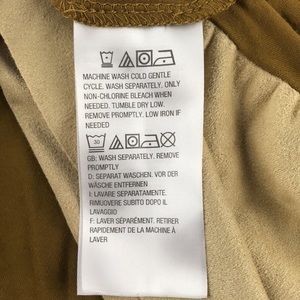 MACHINE WASH COLD GENTLE
CYCLE. WASH SEPARATELY. ONLY
NON-CHLORINE BLEACH WHEN
NEEDED. TUMBLE DRY LOW.
REMOVE PROMPTLY. LOW IRON IF
NEEDED
30
GB: WASH SEPARATELY. REMOVE
PROMPTLY
D: SEPARAT WASCHEN. VOR DER
WÄSCHE ENTFERNEN
I: LAVARE SEPARATAMENTE.
RIMUOVERE SUBITO DOPO IL
LAVAGGIO
F: LAVER SÉPAREMENT. RETIRER
RAPIDEMENT DE LA MACHINE À
LAVER